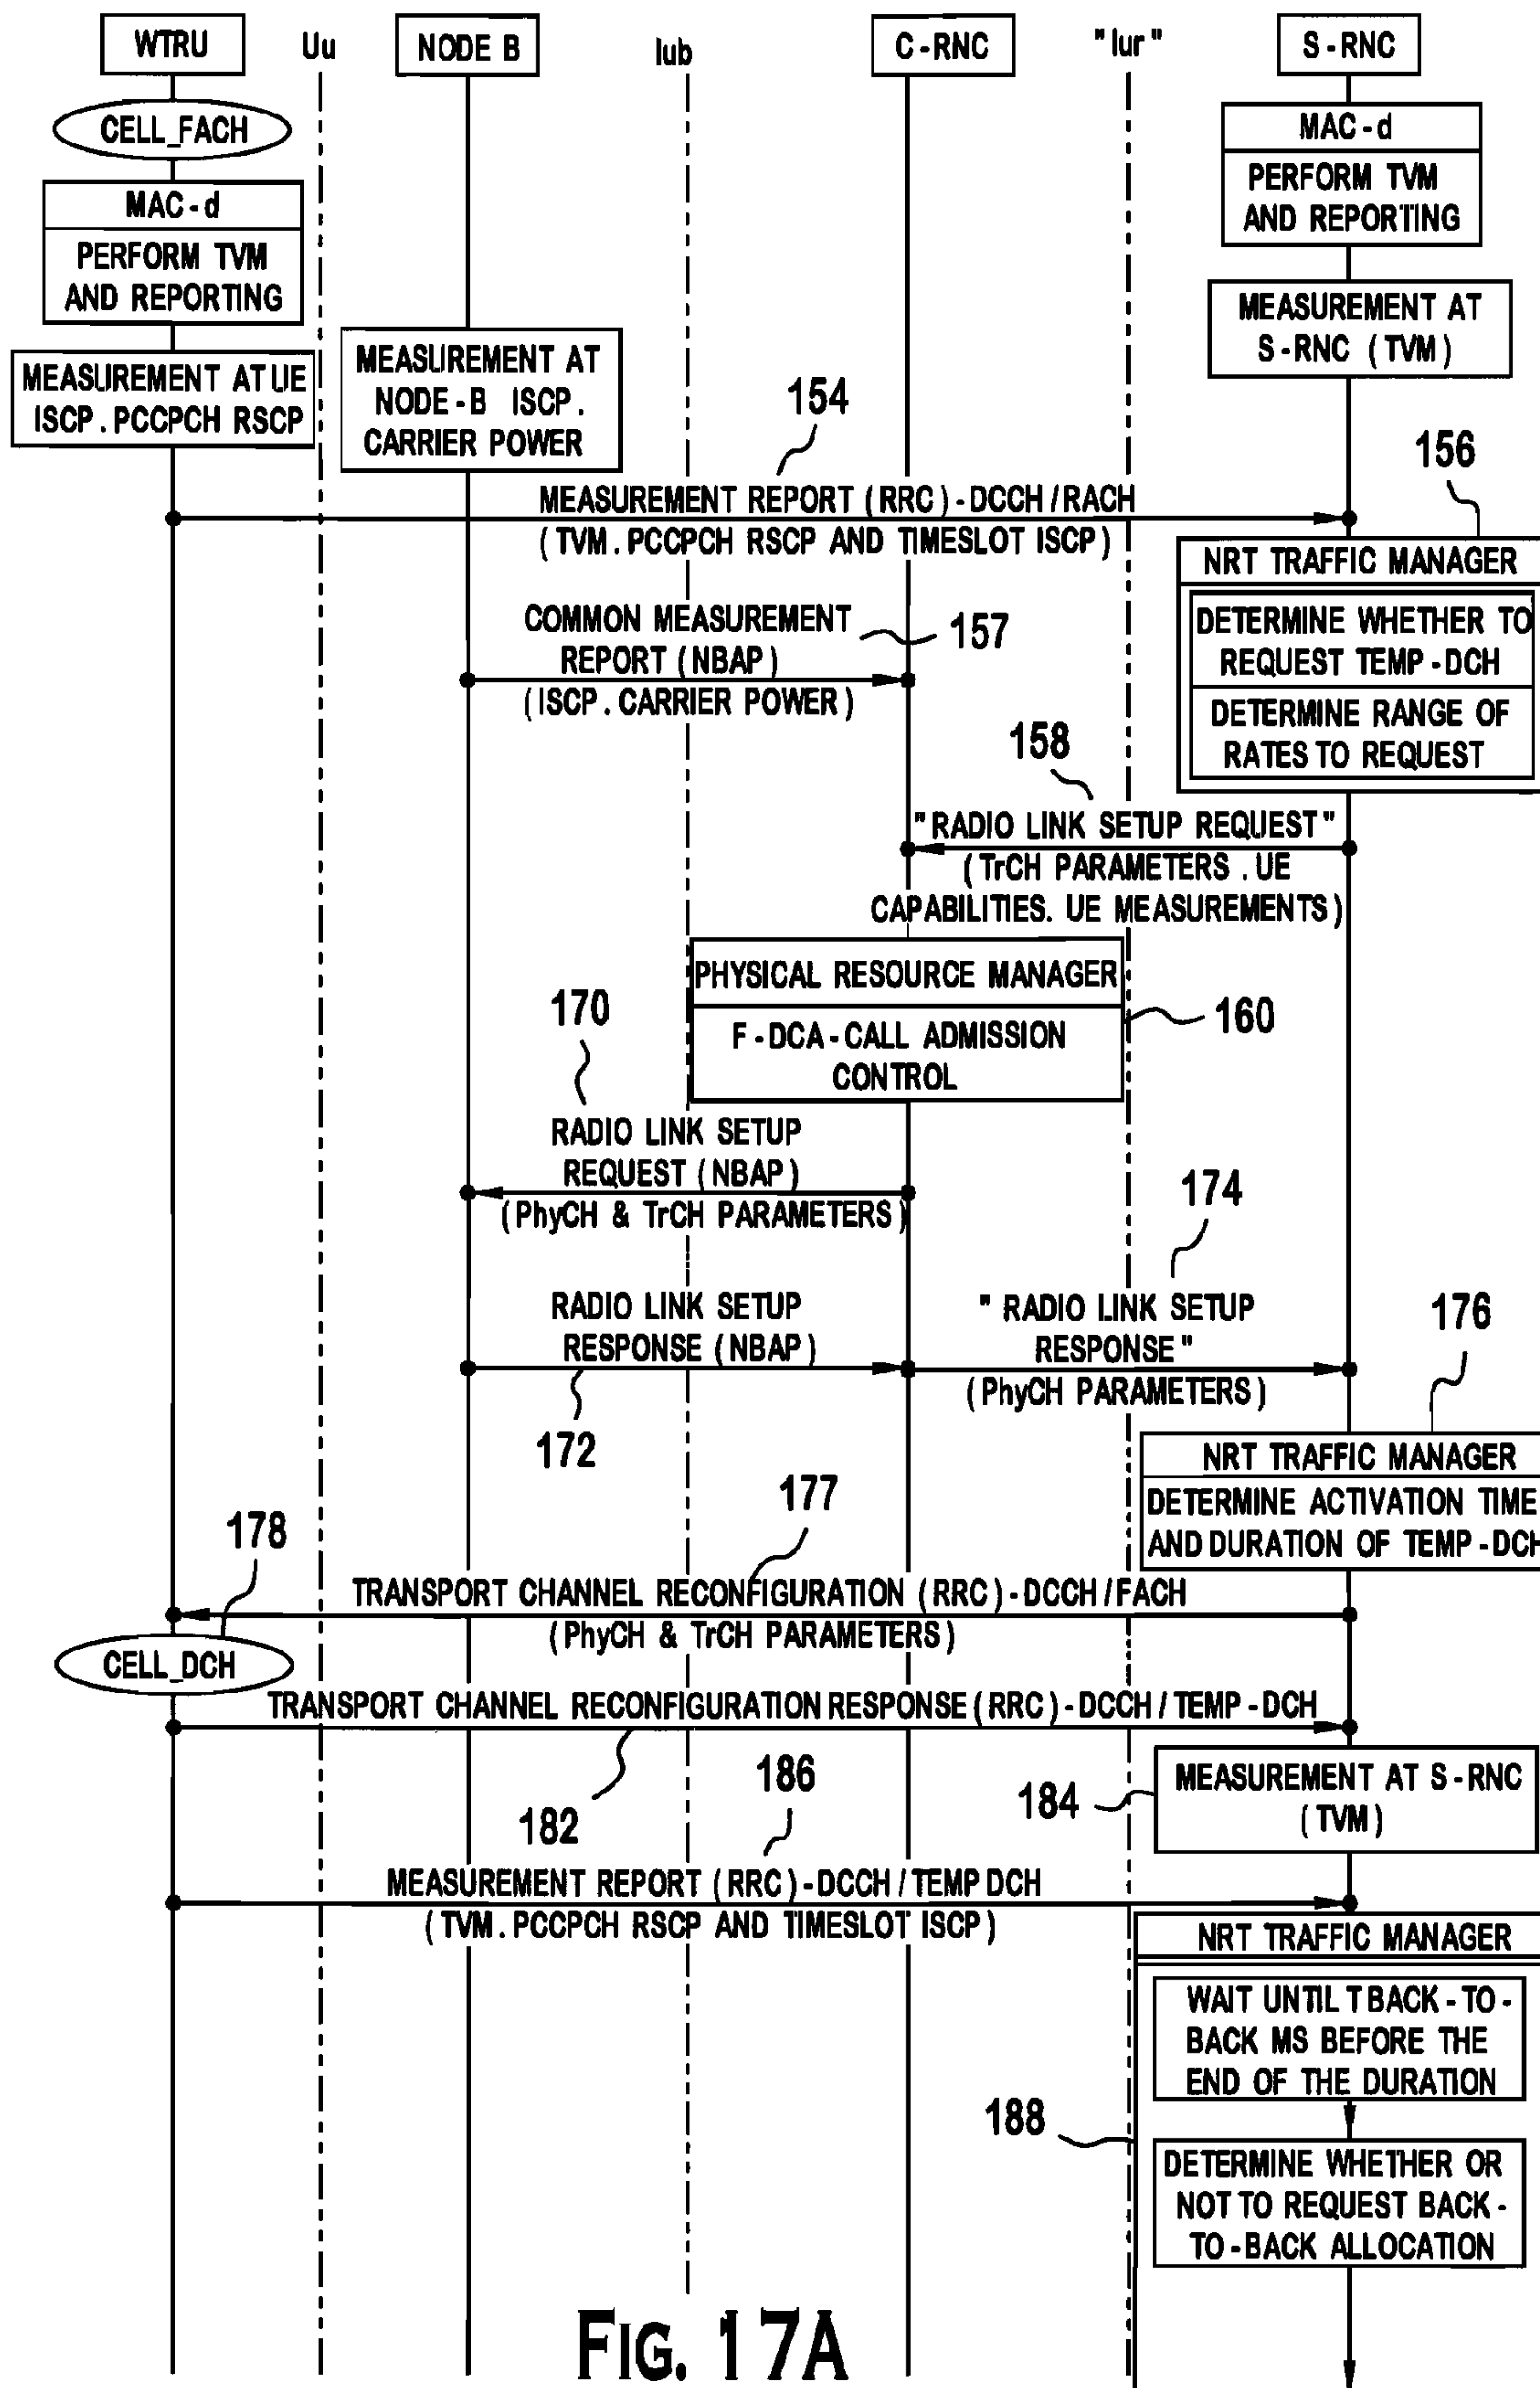 WTRU
Uu
NODE B
Iub
C-RNC
"Iur"
S-RNC
CELL_FACH
MAC-d
PERFORM TVM
AND REPORTING
MAC-d
PERFORM TVM
AND REPORTING
MEASUREMENT AT UE
ISCP. PCCPCH RSCP
MEASUREMENT AT
NODE-B ISCP.
CARRIER POWER
MEASUREMENT AT
S-RNC (TVM)
154
156
MEASUREMENT REPORT (RRC)-DCCH/RACH
(TVM. PCCPCH RSCP AND TIMESLOT ISCP)
NRT TRAFFIC MANAGER
DETERMINE WHETHER TO
REQUEST TEMP-DCH
DETERMINE RANGE OF
RATES TO REQUEST
COMMON MEASUREMENT
REPORT (NBAP)
(ISCP. CARRIER POWER)
157
158
"RADIO LINK SETUP REQUEST"
(TrCH PARAMETERS. UE
CAPABILITIES. UE MEASUREMENTS)
PHYSICAL RESOURCE MANAGER
F-DCA-CALL ADMISSION
CONTROL
160
170
RADIO LINK SETUP
REQUEST (NBAP)
(PhyCH & TrCH PARAMETERS)
174
RADIO LINK SETUP
RESPONSE (NBAP)
172
" RADIO LINK SETUP
RESPONSE"
(PhyCH PARAMETERS)
176
NRT TRAFFIC MANAGER
DETERMINE ACTIVATION TIME
AND DURATION OF TEMP-DCH
177
178
TRANSPORT CHANNEL RECONFIGURATION (RRC)-DCCH/FACH
(PhyCH & TrCH PARAMETERS)
CELL_DCH
TRANSPORT CHANNEL RECONFIGURATION RESPONSE (RRC)-DCCH/TEMP-DCH
182
186
184
MEASUREMENT AT S-RNC
(TVM)
MEASUREMENT REPORT (RRC)-DCCH/TEMP DCH
(TVM. PCCPCH RSCP AND TIMESLOT ISCP)
NRT TRAFFIC MANAGER
WAIT UNTIL T BACK-TO-
BACK MS BEFORE THE
END OF THE DURATION
188
DETERMINE WHETHER OR
NOT TO REQUEST BACK-
TO-BACK ALLOCATION
FIG. 17A